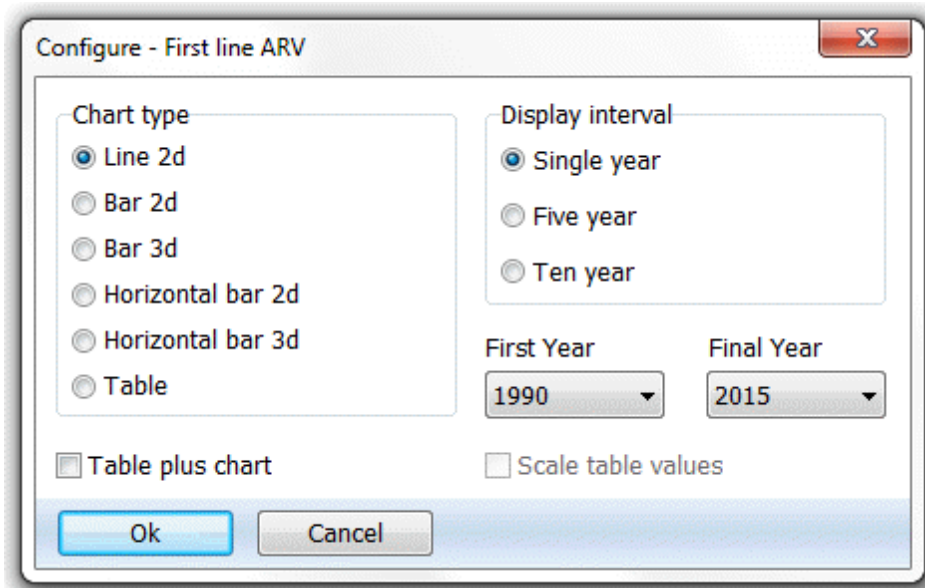 Configure - First line ARV
Chart type
Line 2d
Bar 2d
Bar 3d
Horizontal bar 2d
Horizontal bar 3d
Table
Display interval
Single year
Five year
Ten year
First Year
Final Year
1990
2015
Table plus chart
Scale table values
Ok
Cancel